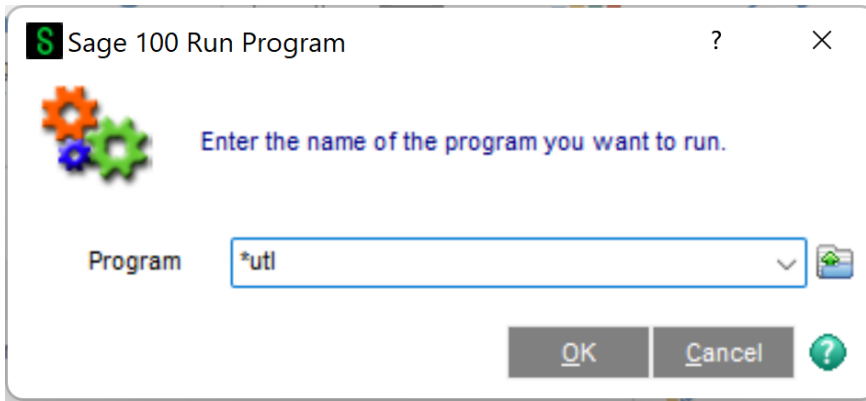 S Sage 100 Run Program ?
Enter the name of the program you want to run.
Program *utl
OK Cancel ?